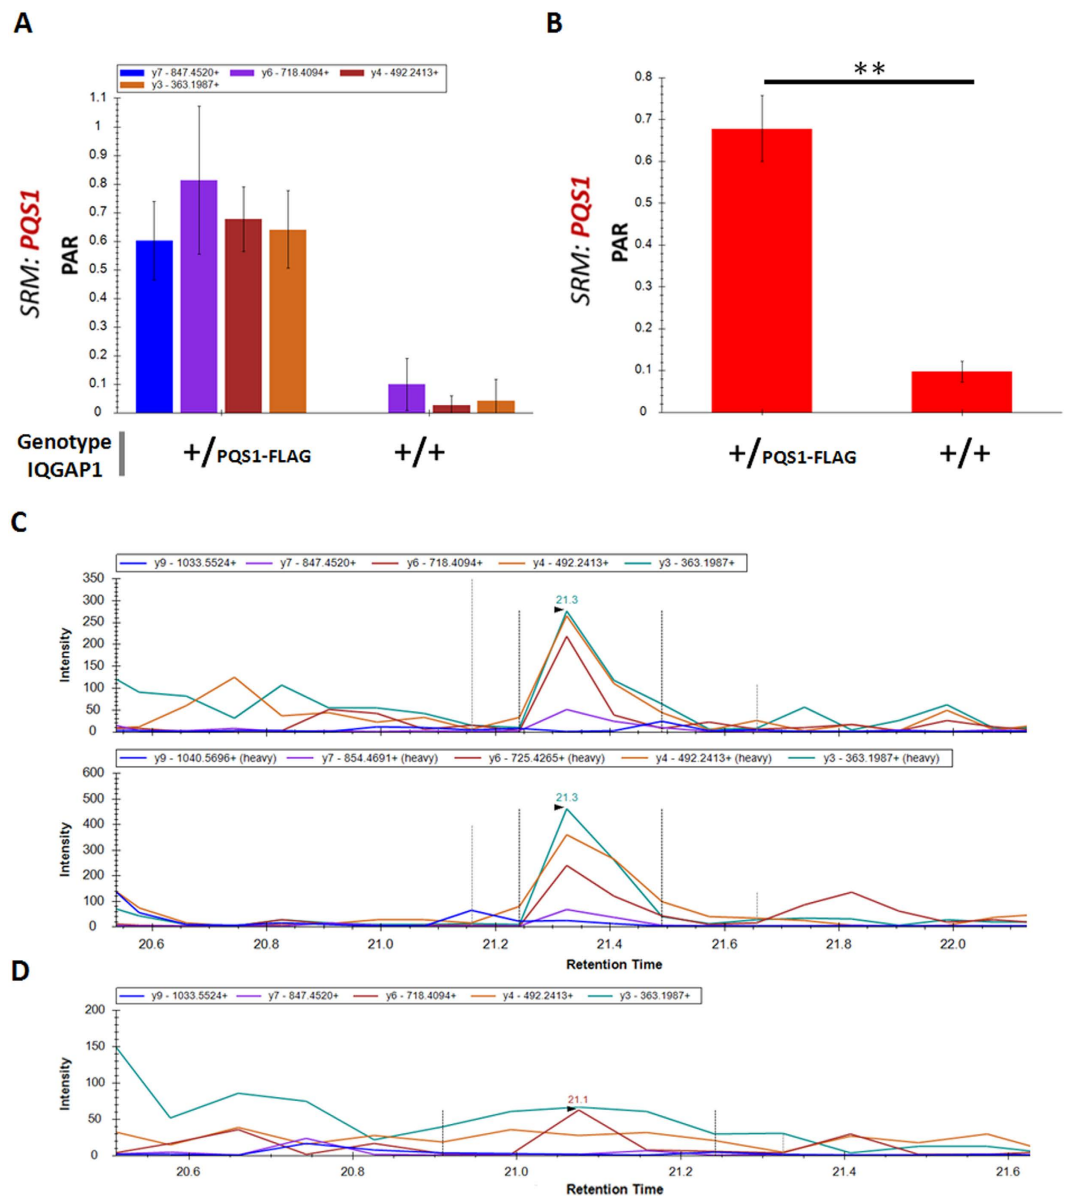 A
y7 - 847.4520+ y6 - 718.4094+ y4 - 492.2413+
y3 - 363.1987+
1.1
1
0.9
0.8
0.7
0.6
0.5
0.4
0.3
0.2
0.1
0
SRM: PQS1
PAR
Genotype
IQGAP1
+/PQS1-FLAG
+/+
B
**
0.8
0.7
0.6
0.5
0.4
0.3
0.2
0.1
0
SRM: PQS1
PAR
+/PQS1-FLAG
+/+
C
y9 - 1033.5524+ y7 - 847.4520+ y6 - 718.4094+ y4 - 492.2413+ y3 - 363.1987+
350
300
250
200
150
100
50
0
Intensity
21.3
y9 - 1040.5696+ (heavy) y7 - 854.4691+ (heavy) y6 - 725.4265+ (heavy) y4 - 492.2413+ (heavy) y3 - 363.1987+ (heavy)
600
500
400
300
200
100
0
Intensity
21.3
20.6 20.8 21.0 21.2 21.4 21.6 21.8 22.0
Retention Time
D
y9 - 1033.5524+ y7 - 847.4520+ y6 - 718.4094+ y4 - 492.2413+ y3 - 363.1987+
200
150
100
50
0
Intensity
21.1
20.6 20.8 21.0 21.2 21.4 21.6
Retention Time